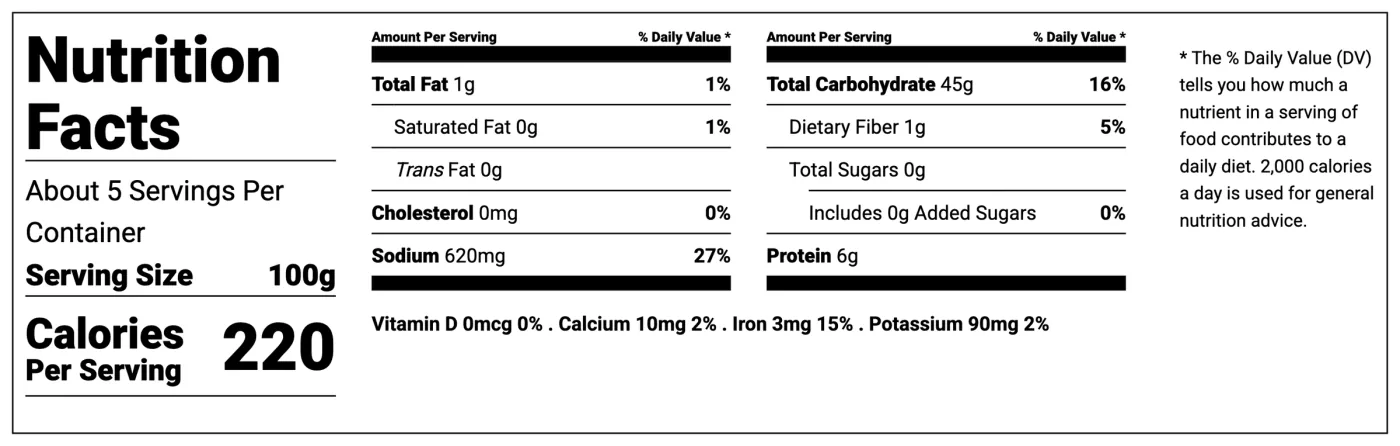 Nutrition
Facts
About 5 Servings Per
Container
Serving Size 100g
Calories
Per Serving 220
Amount Per Serving % Daily Value *
Total Fat 1g 1%
Saturated Fat 0g 1%
Trans Fat 0g
Cholesterol 0mg 0%
Sodium 620mg 27%
Amount Per Serving % Daily Value *
Total Carbohydrate 45g 16%
Dietary Fiber 1g 5%
Total Sugars 0g
Includes 0g Added Sugars 0%
Protein 6g
Vitamin D 0mcg 0% . Calcium 10mg 2% . Iron 3mg 15% . Potassium 90mg 2%
* The % Daily Value (DV)
tells you how much a
nutrient in a serving of
food contributes to a
daily diet. 2,000 calories
a day is used for general
nutrition advice.